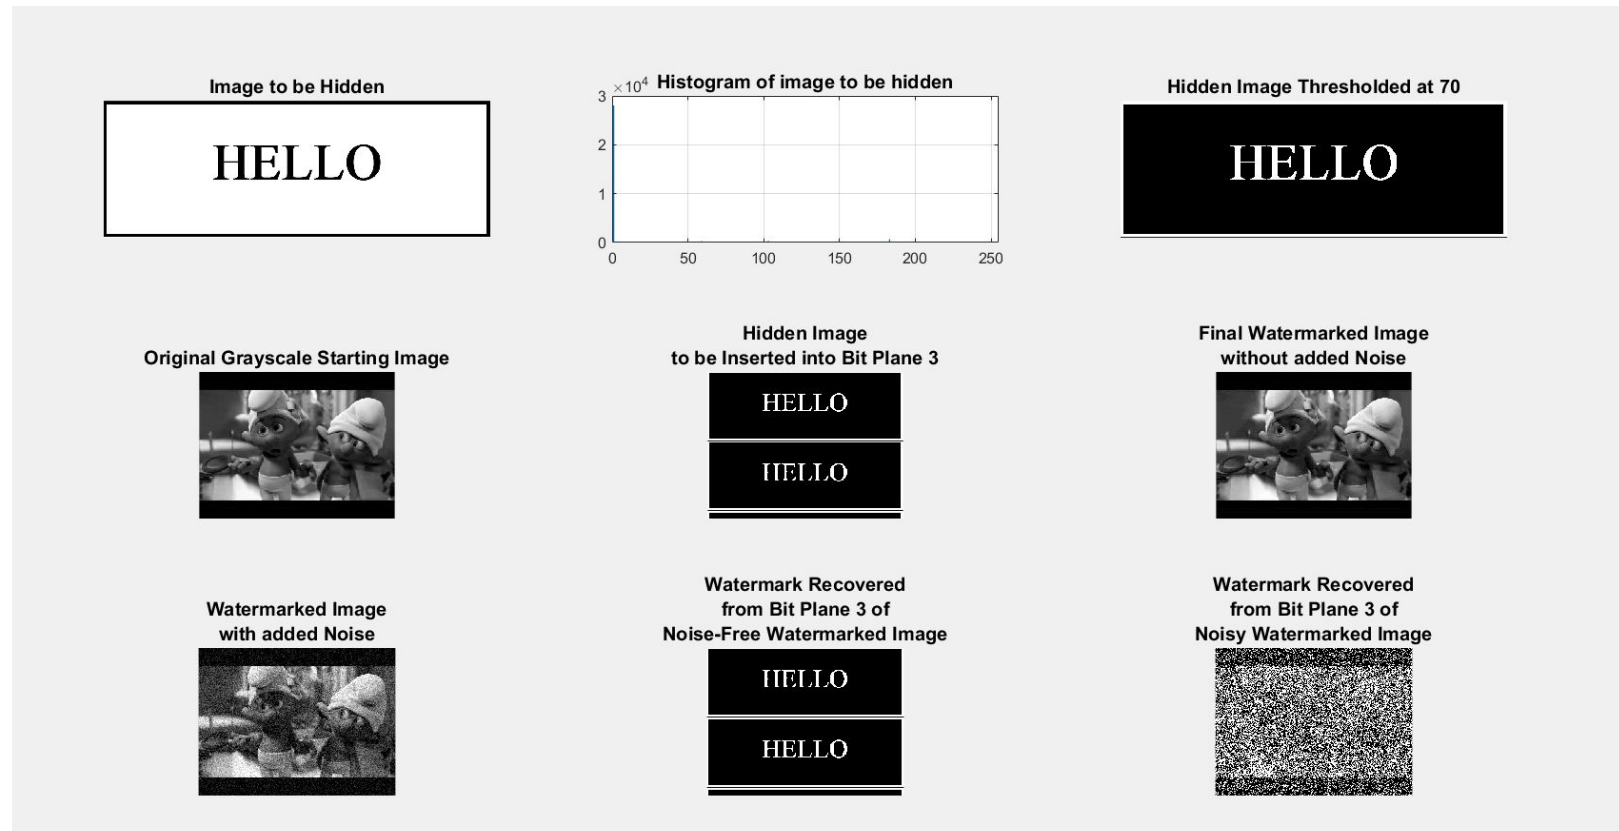 Image to be Hidden
HELLO
×10⁴ Histogram of image to be hidden
3
2
1
0
0 50 100 150 200 250
Hidden Image Thresholded at 70
HELLO
Original Grayscale Starting Image
Hidden Image
to be Inserted into Bit Plane 3
HELLO
HELLO
Final Watermarked Image
without added Noise
Watermarked Image
with added Noise
Watermark Recovered
from Bit Plane 3 of
Noise-Free Watermarked Image
HELLO
HELLO
Watermark Recovered
from Bit Plane 3 of
Noisy Watermarked Image